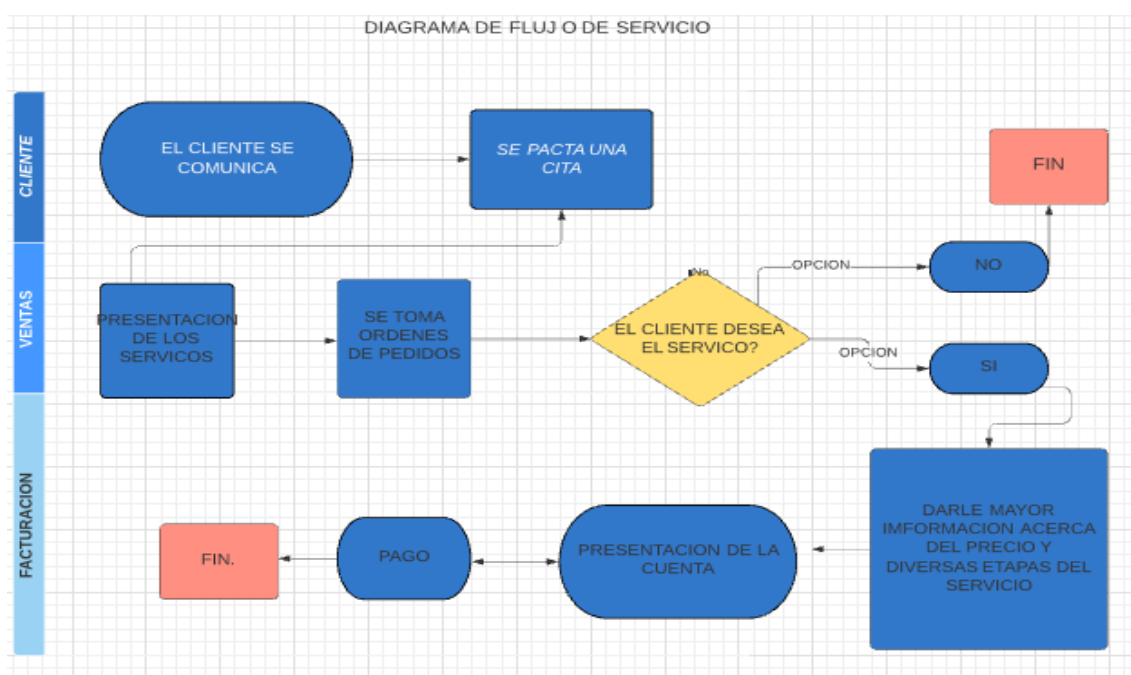 DIAGRAMA DE FLUJO DE SERVICIO
CLIENTE
EL CLIENTE SE
COMUNICA
SE PACTA UNA
CITA
FIN
VENTAS
PRESENTACION
DE LOS
SERVICOS
SE TOMA
ORDENES
DE PEDIDOS
No
EL CLIENTE DESEA
EL SERVICO?
OPCION
NO
OPCION
SI
FACTURACION
FIN.
PAGO
PRESENTACION DE LA
CUENTA
DARLE MAYOR
IMFORMACION ACERCA
DEL PRECIO Y
DIVERSAS ETAPAS DEL
SERVICIO